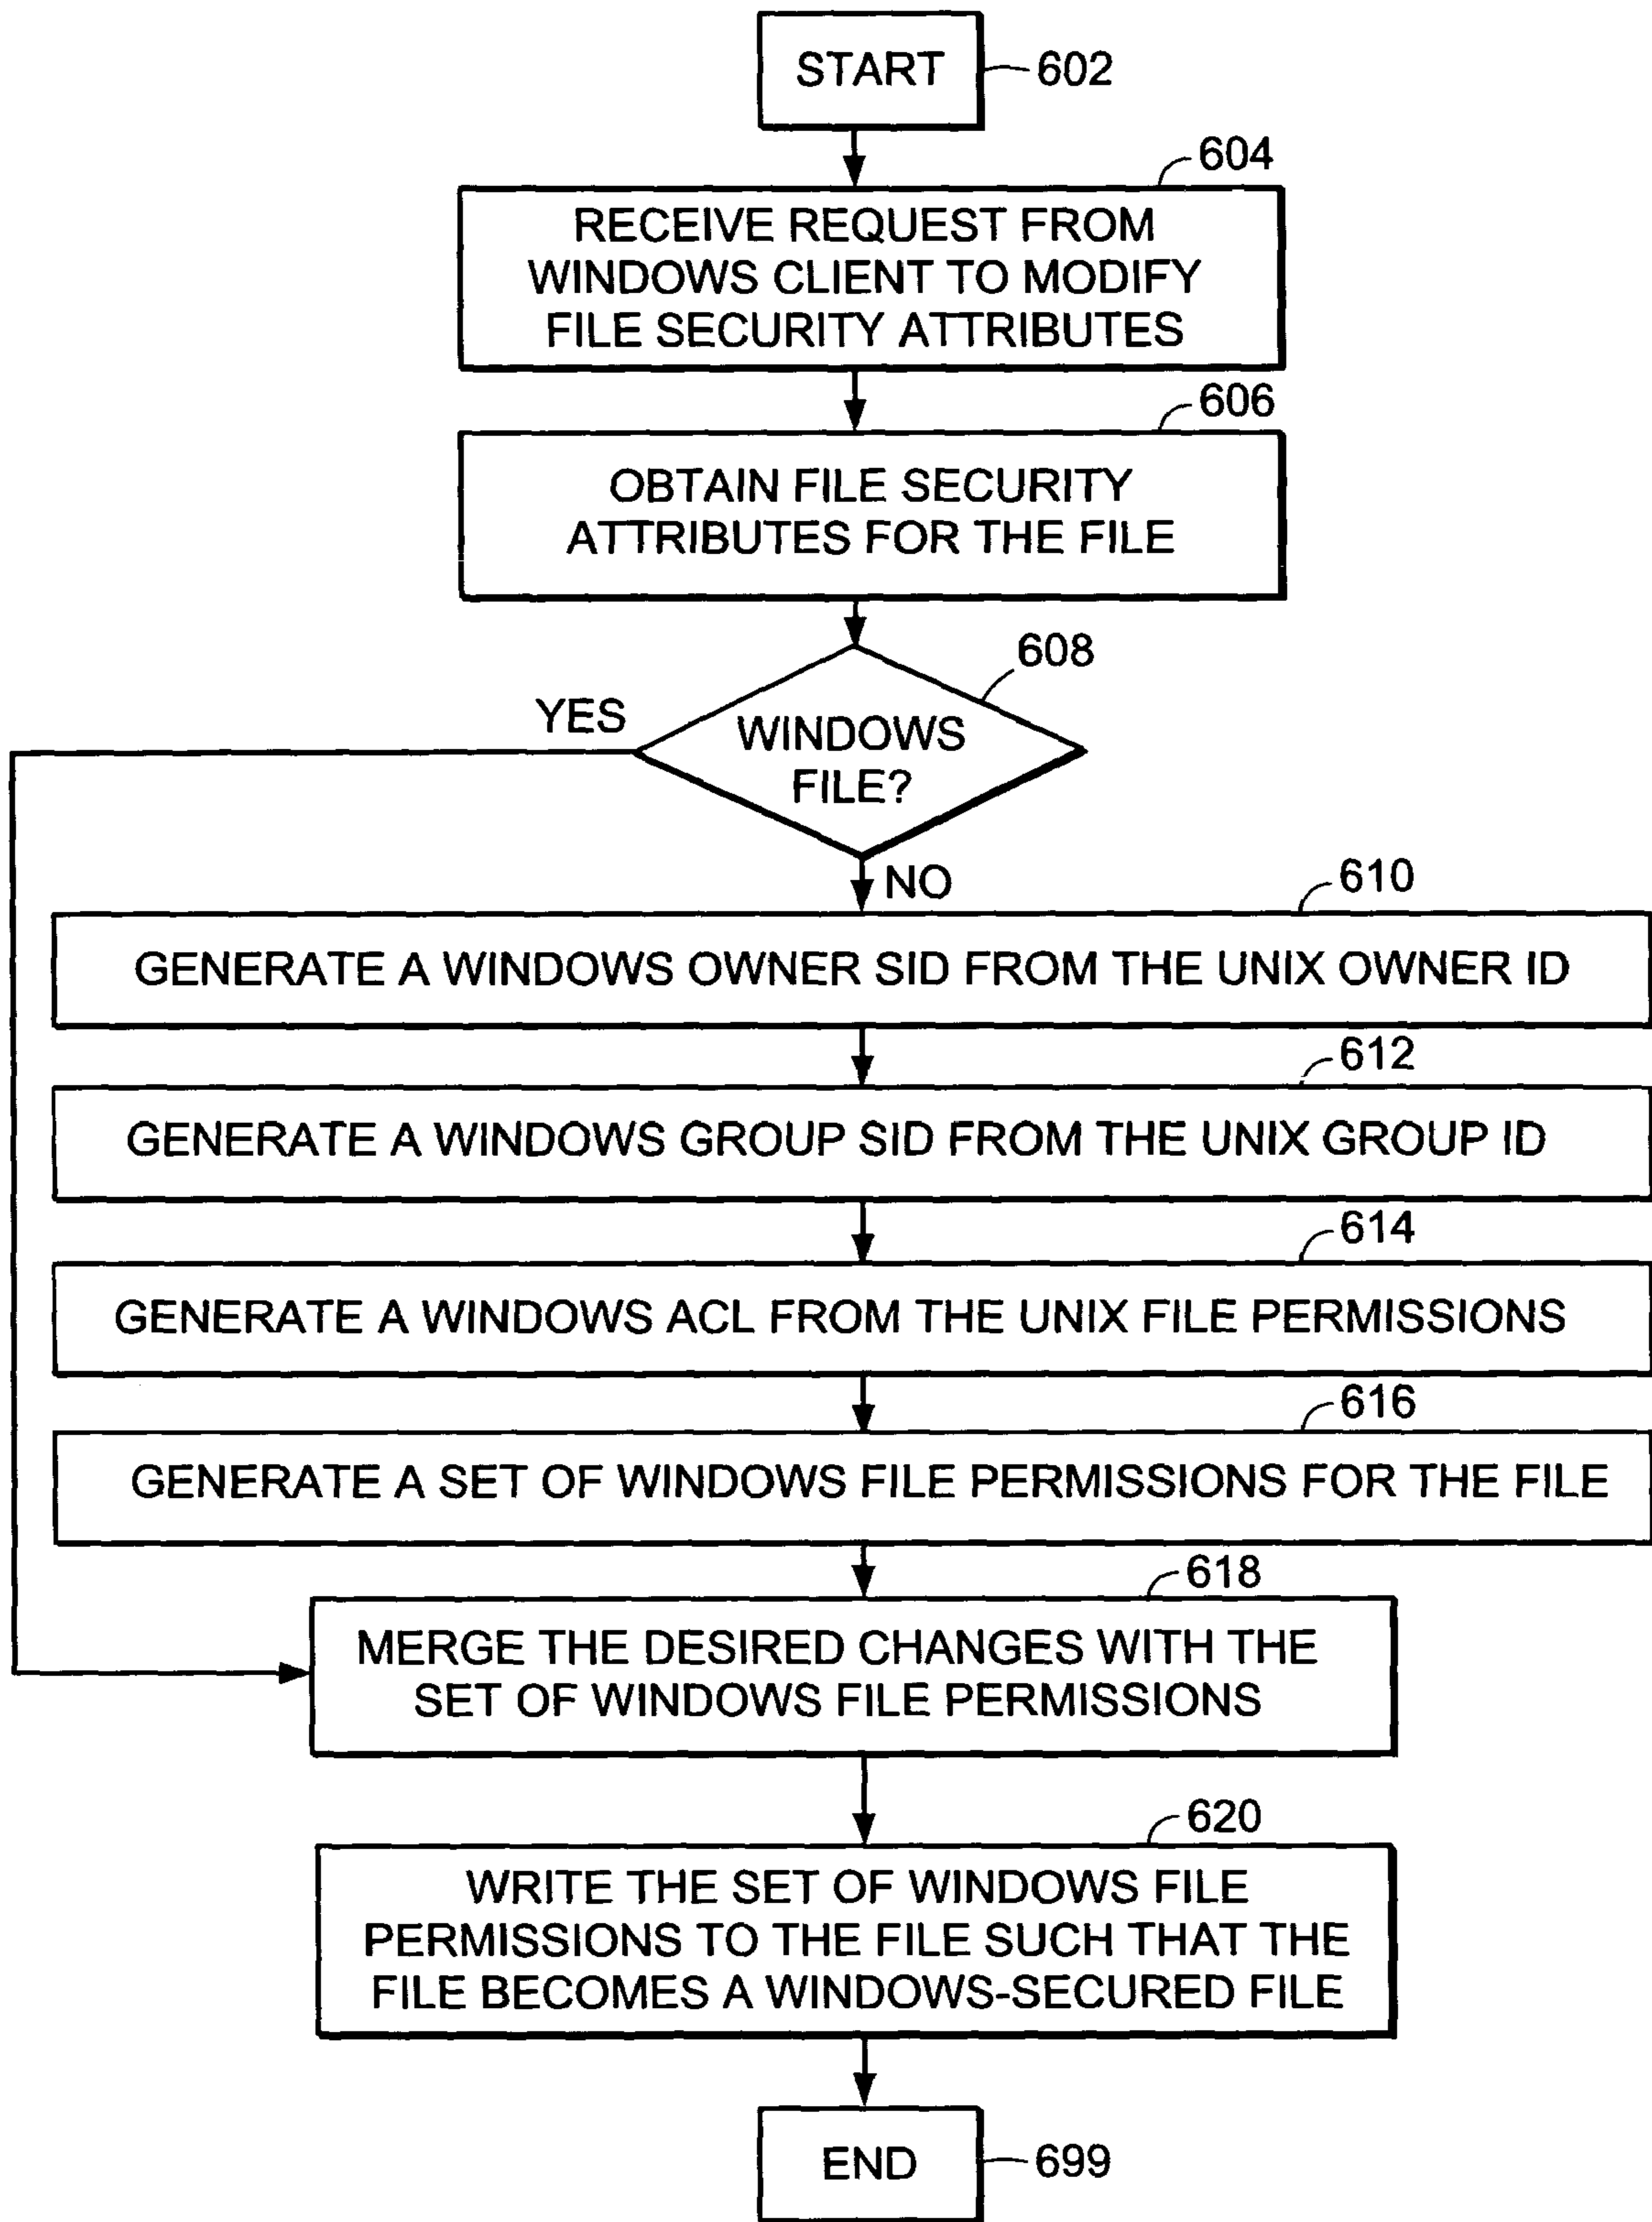 START
602
604
RECEIVE REQUEST FROM
WINDOWS CLIENT TO MODIFY
FILE SECURITY ATTRIBUTES
606
OBTAIN FILE SECURITY
ATTRIBUTES FOR THE FILE
608
YES
WINDOWS
FILE?
NO
610
GENERATE A WINDOWS OWNER SID FROM THE UNIX OWNER ID
612
GENERATE A WINDOWS GROUP SID FROM THE UNIX GROUP ID
614
GENERATE A WINDOWS ACL FROM THE UNIX FILE PERMISSIONS
616
GENERATE A SET OF WINDOWS FILE PERMISSIONS FOR THE FILE
618
MERGE THE DESIRED CHANGES WITH THE
SET OF WINDOWS FILE PERMISSIONS
620
WRITE THE SET OF WINDOWS FILE
PERMISSIONS TO THE FILE SUCH THAT THE
FILE BECOMES A WINDOWS-SECURED FILE
END
699